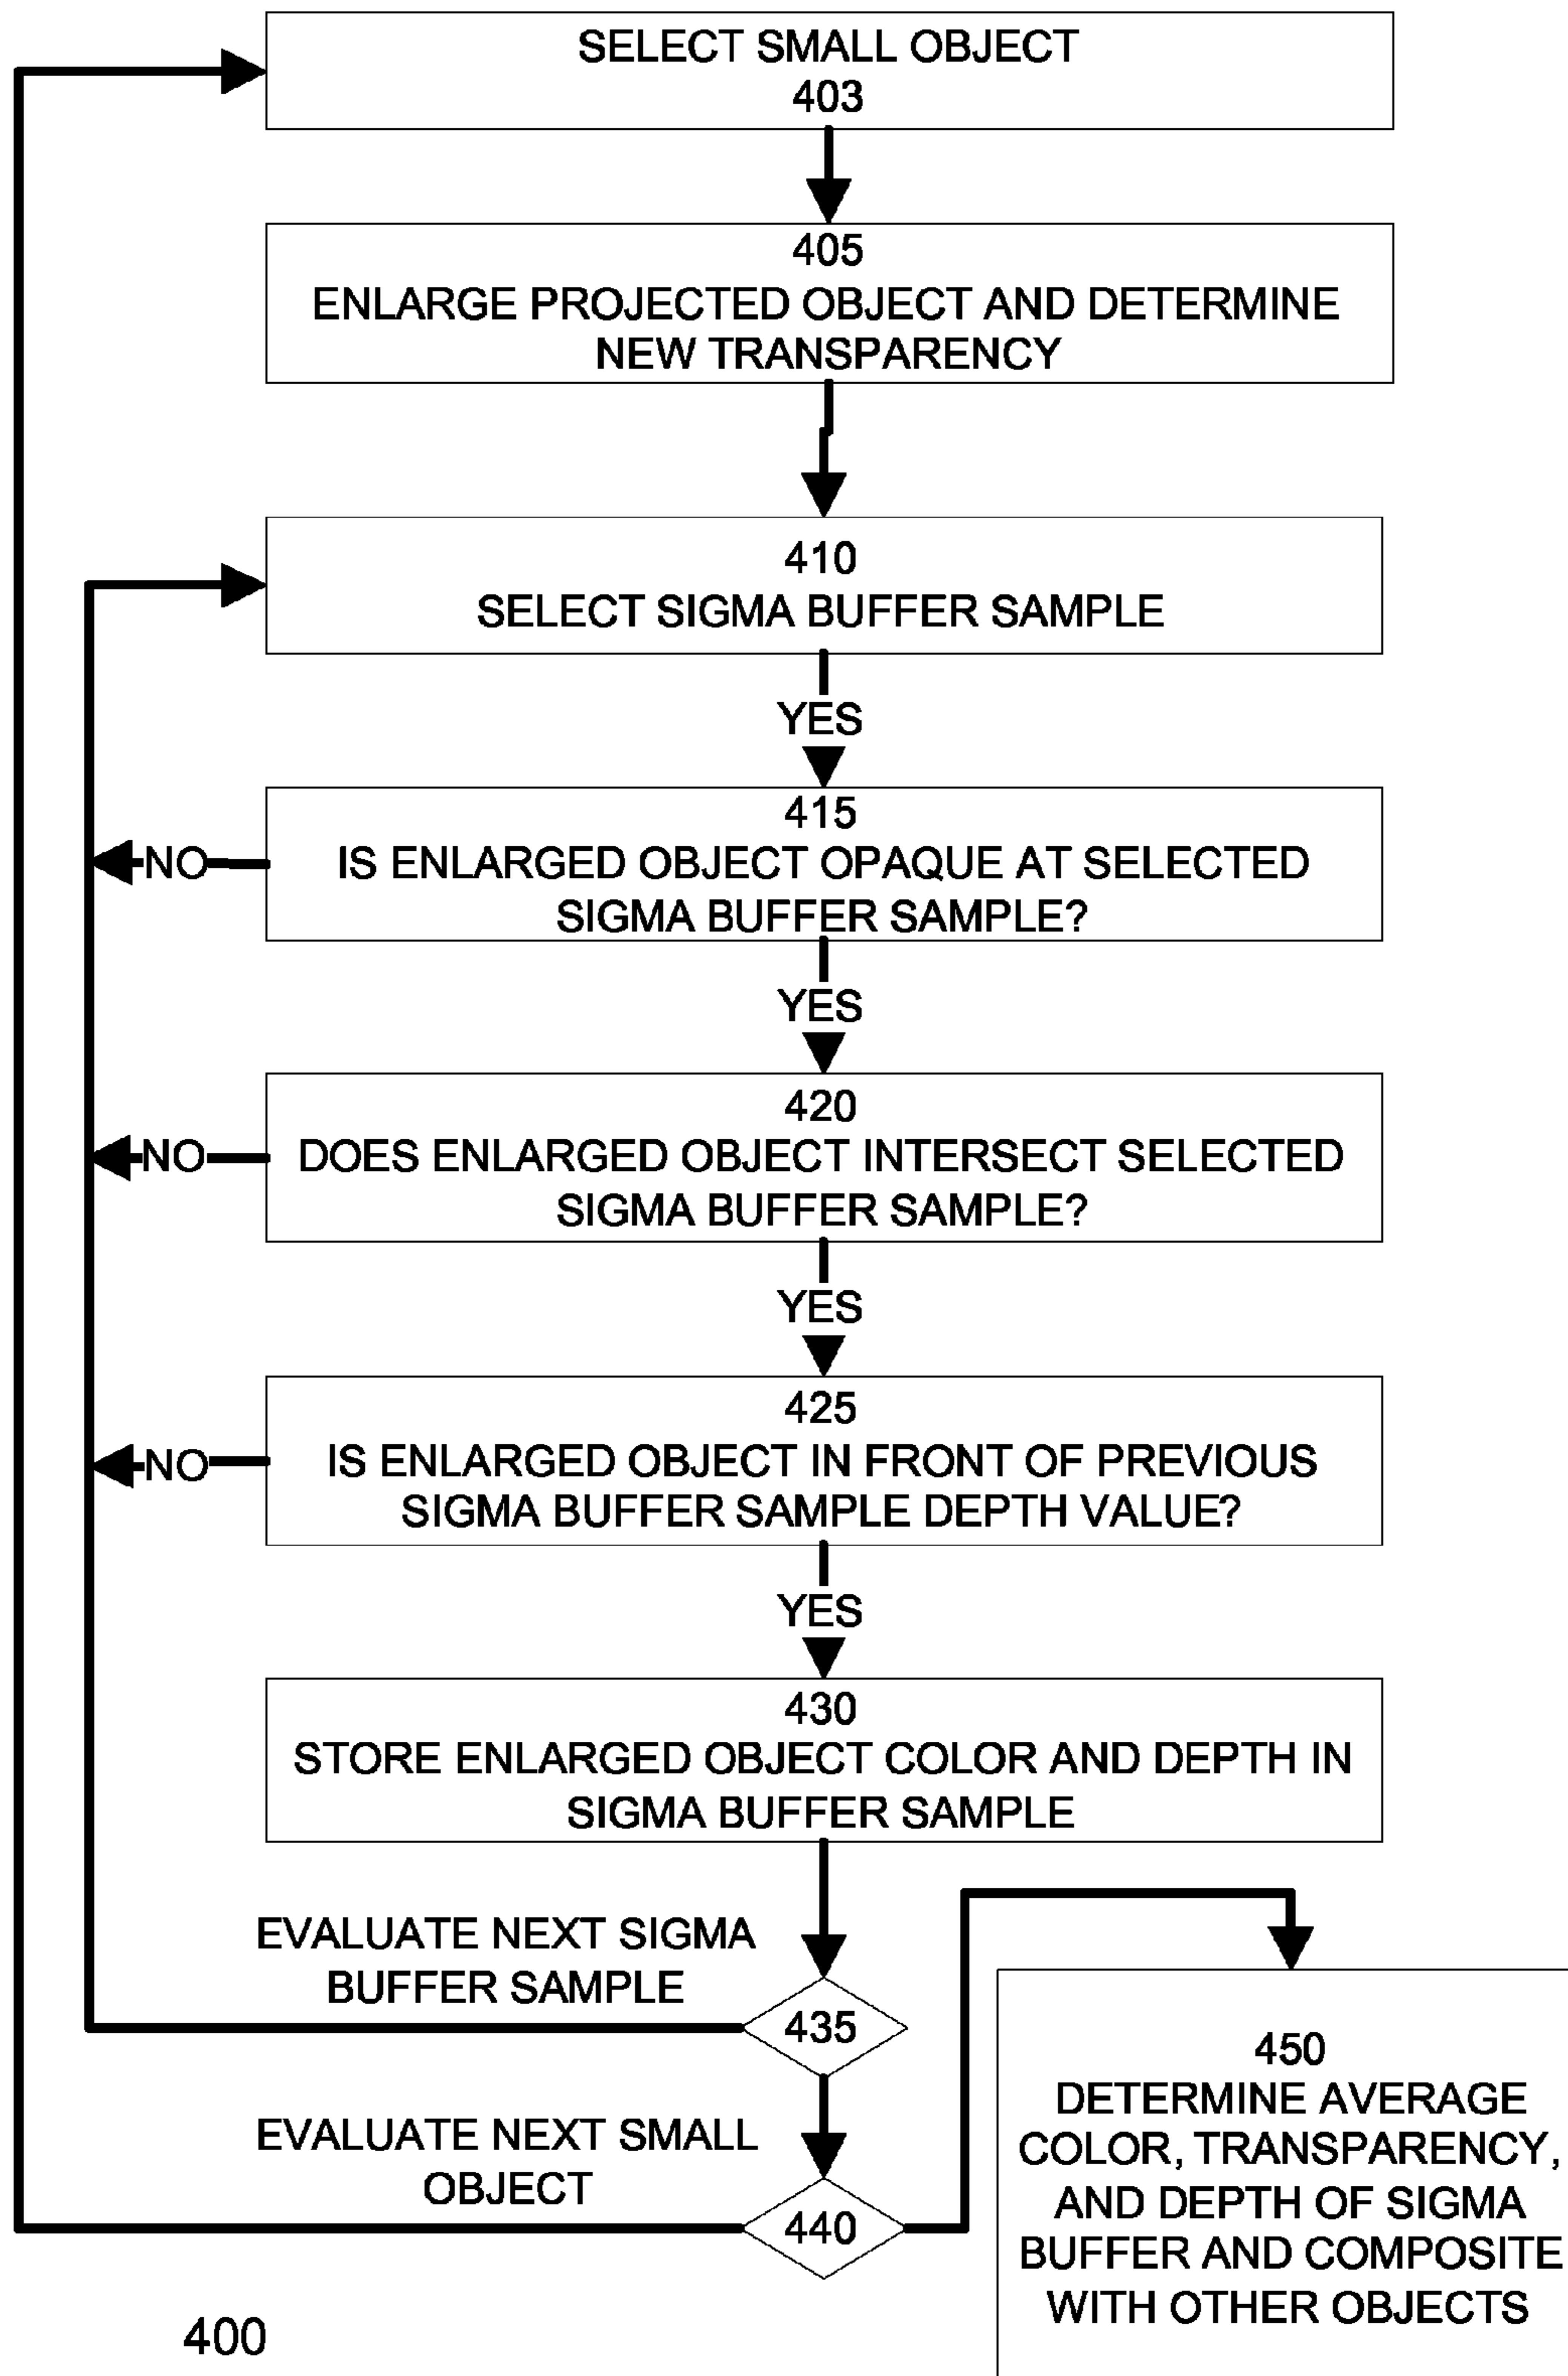 SELECT SMALL OBJECT
403
405
ENLARGE PROJECTED OBJECT AND DETERMINE
NEW TRANSPARENCY
410
SELECT SIGMA BUFFER SAMPLE
YES
415
IS ENLARGED OBJECT OPAQUE AT SELECTED
SIGMA BUFFER SAMPLE?
NO
YES
420
DOES ENLARGED OBJECT INTERSECT SELECTED
SIGMA BUFFER SAMPLE?
NO
YES
425
IS ENLARGED OBJECT IN FRONT OF PREVIOUS
SIGMA BUFFER SAMPLE DEPTH VALUE?
NO
YES
430
STORE ENLARGED OBJECT COLOR AND DEPTH IN
SIGMA BUFFER SAMPLE
EVALUATE NEXT SIGMA
BUFFER SAMPLE
435
EVALUATE NEXT SMALL
OBJECT
440
450
DETERMINE AVERAGE
COLOR, TRANSPARENCY,
AND DEPTH OF SIGMA
BUFFER AND COMPOSITE
WITH OTHER OBJECTS
400